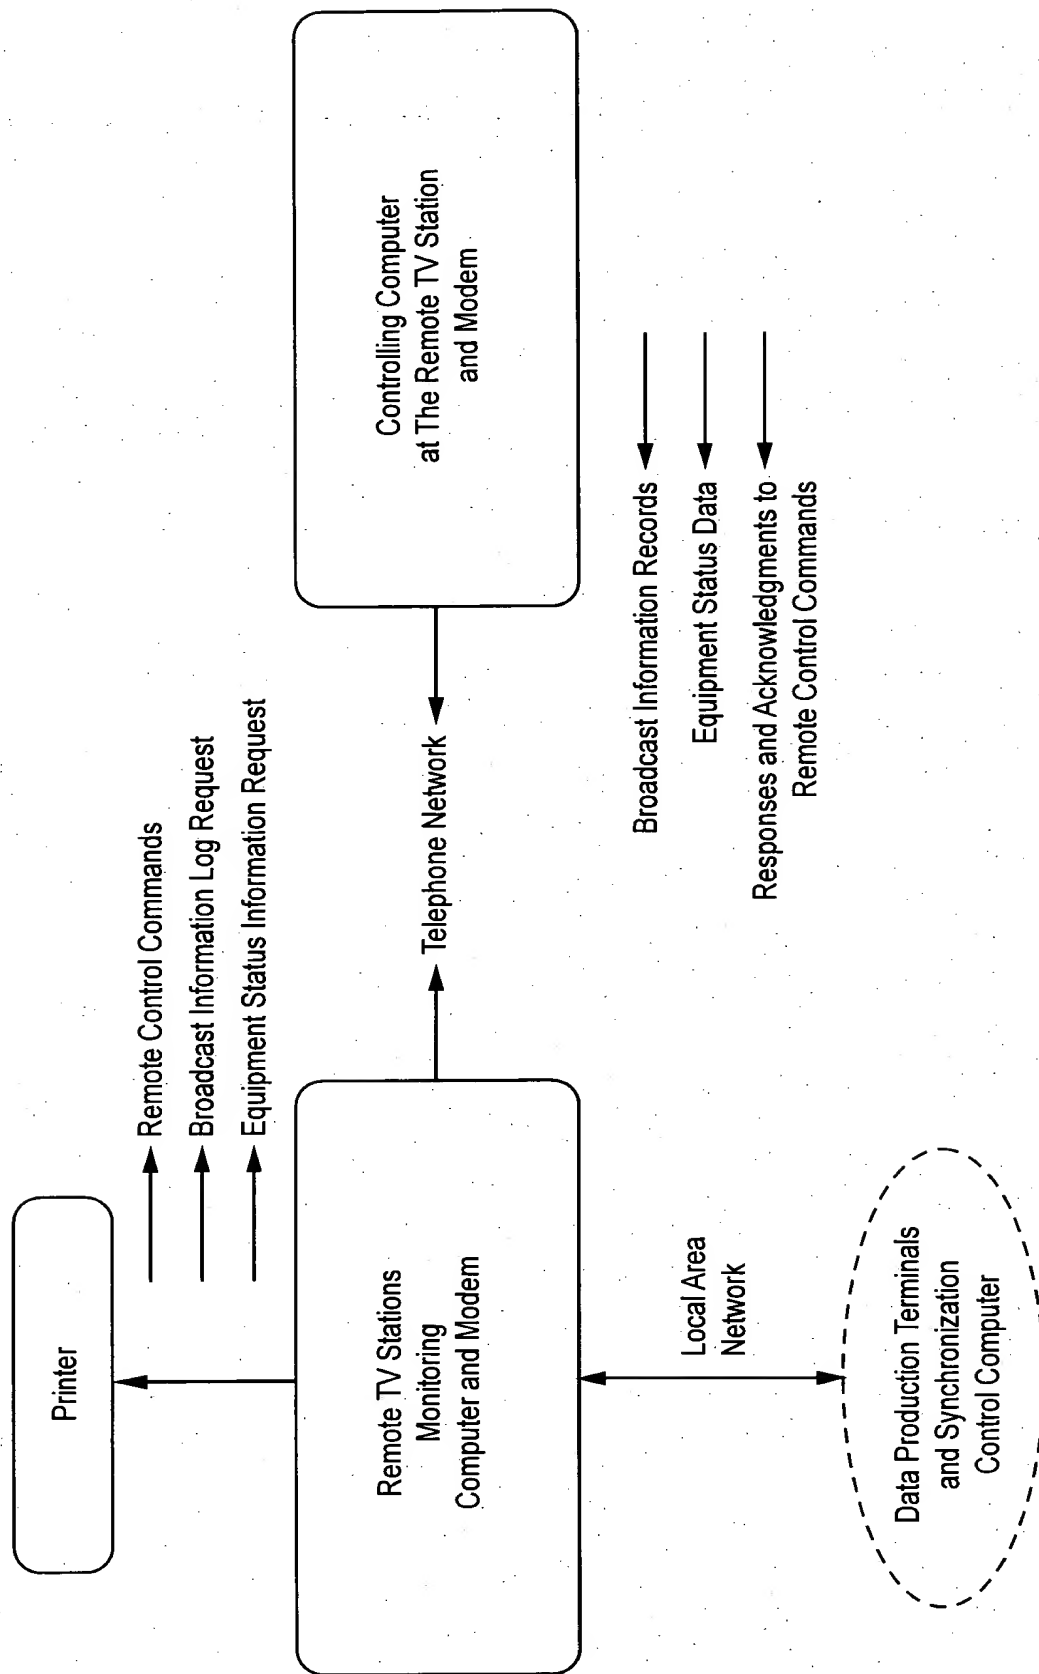 Printer
Remote Control Commands
Broadcast Information Log Request
Equipment Status Information Request
Remote TV Stations
Monitoring
Computer and Modem
Telephone Network
Controlling Computer
at The Remote TV Station
and Modem
Broadcast Information Records
Equipment Status Data
Responses and Acknowledgments to
Remote Control Commands
Local Area
Network
Data Production Terminals
and Synchronization
Control Computer